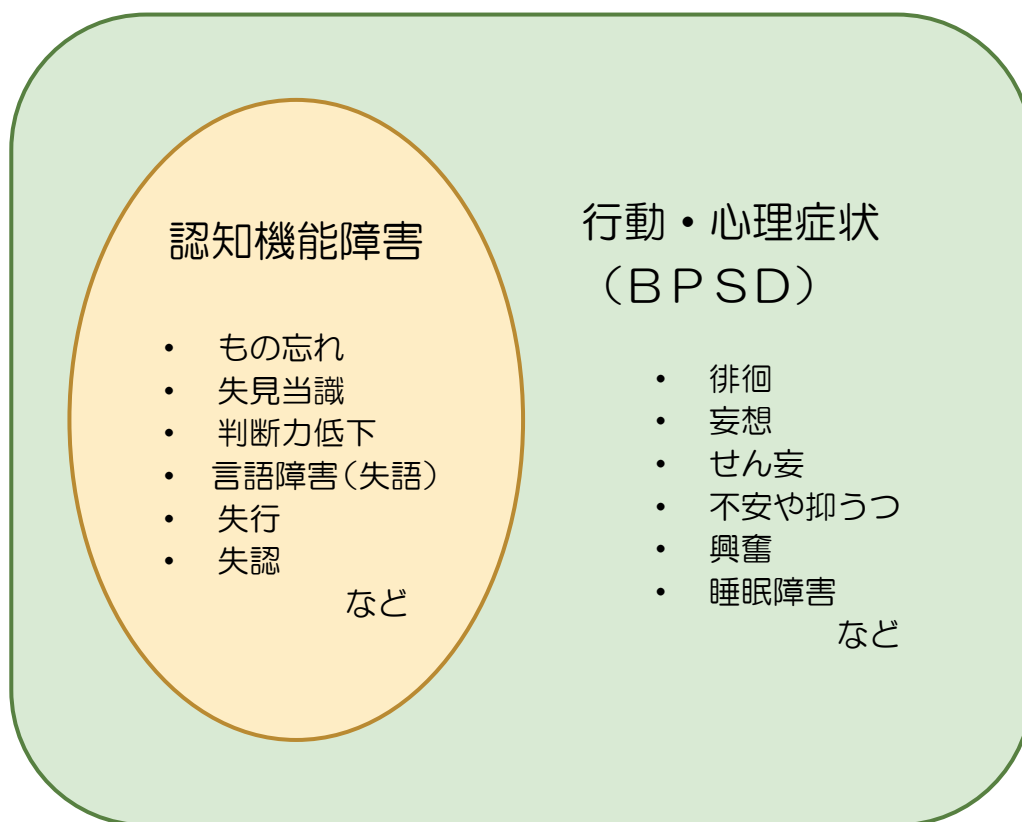 認知機能障害
・ もの忘れ
・ 失見当識
・ 判断力低下
・ 言語障害（失語）
・ 失行
・ 失認
など
行動・心理症状
（ＢＰＳＤ）
・ 徘徊
・ 妄想
・ せん妄
・ 不安や抑うつ
・ 興奮
・ 睡眠障害
など